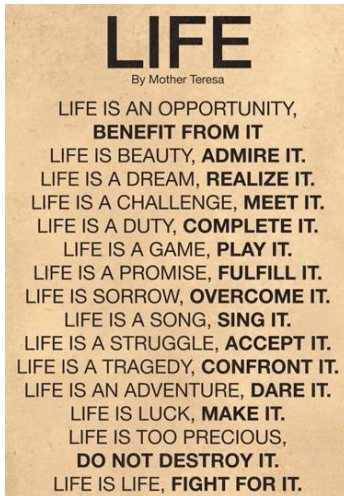 LIFE
By Mother Teresa
LIFE IS AN OPPORTUNITY,
BENEFIT FROM IT
LIFE IS BEAUTY, ADMIRE IT.
LIFE IS A DREAM, REALIZE IT.
LIFE IS A CHALLENGE, MEET IT.
LIFE IS A DUTY, COMPLETE IT.
LIFE IS A GAME, PLAY IT.
LIFE IS A PROMISE, FULFILL IT.
LIFE IS SORROW, OVERCOME IT.
LIFE IS A SONG, SING IT.
LIFE IS A STRUGGLE, ACCEPT IT.
LIFE IS A TRAGEDY, CONFRONT IT.
LIFE IS AN ADVENTURE, DARE IT.
LIFE IS LUCK, MAKE IT.
LIFE IS TOO PRECIOUS,
DO NOT DESTROY IT.
LIFE IS LIFE, FIGHT FOR IT.